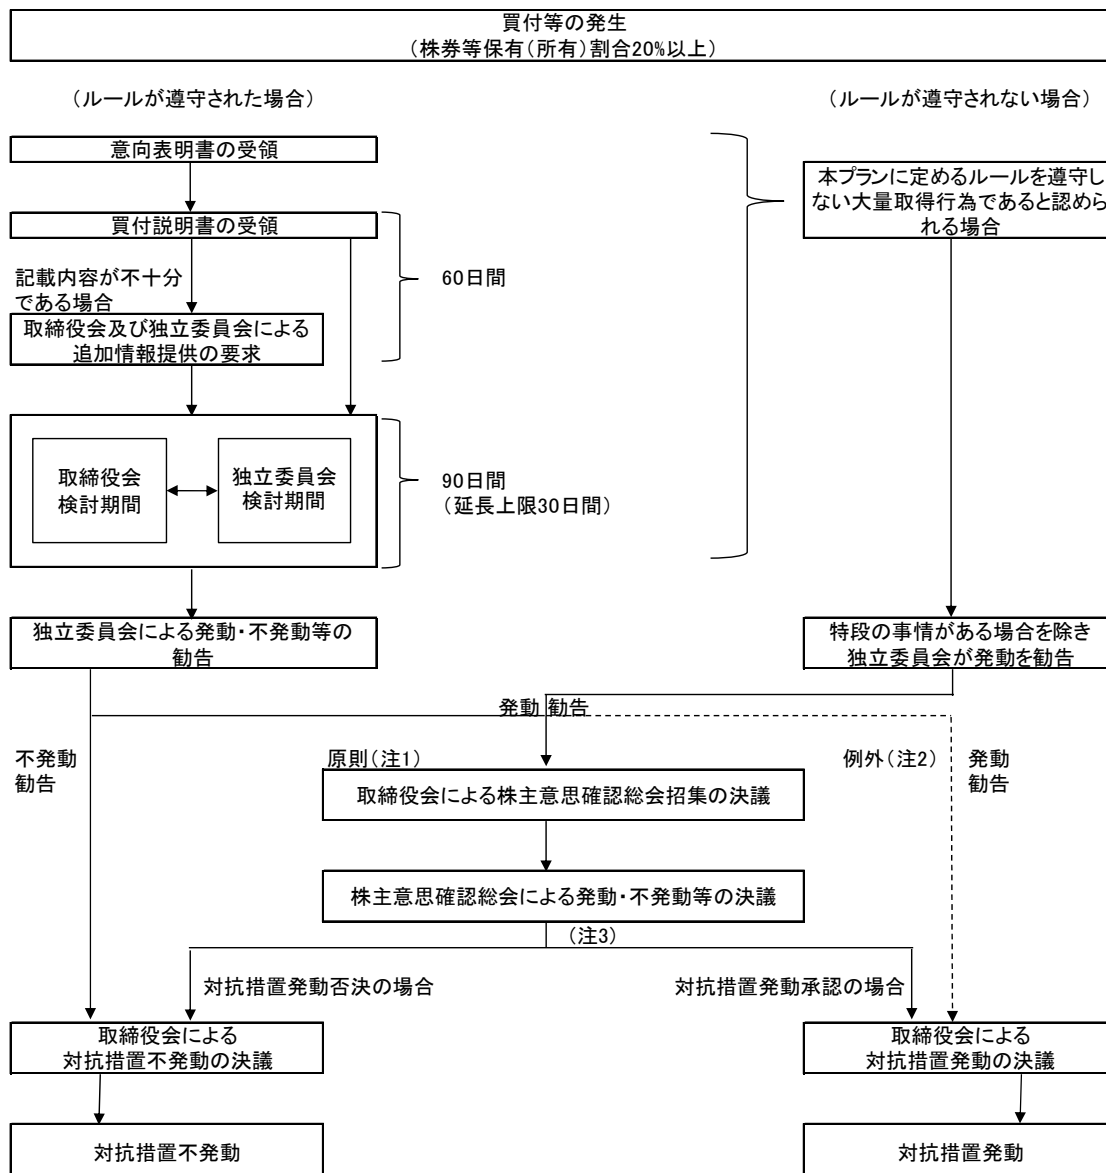 買付等の発生
（株券等保有（所有）割合20%以上）
（ルールが遵守された場合）
（ルールが遵守されない場合）
意向表明書の受領
本プランに定めるルールを遵守し
ない大量取得行為であると認めら
れる場合
買付説明書の受領
記載内容が不十分
である場合
60日間
取締役会及び独立委員会による
追加情報提供の要求
取締役会
検討期間
独立委員会
検討期間
90日間
（延長上限30日間）
独立委員会による発動・不発動等の
勧告
特段の事情がある場合を除き
独立委員会が発動を勧告
発動 勧告
不発動
勧告
原則（注1）
例外（注2）
発動
勧告
取締役会による株主意思確認総会招集の決議
株主意思確認総会による発動・不発動等の決議
（注3）
対抗措置発動否決の場合
対抗措置発動承認の場合
取締役会による
対抗措置不発動の決議
取締役会による
対抗措置発動の決議
対抗措置不発動
対抗措置発動